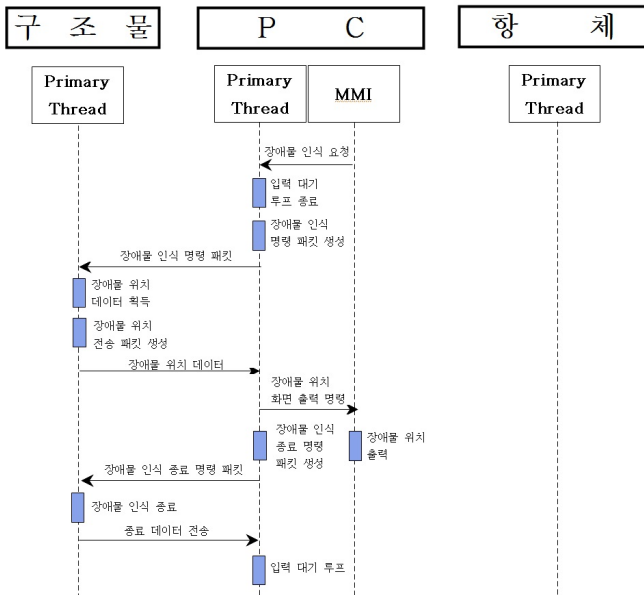 구 조 물
P C
항 체
Primary
Thread
Primary
Thread
MMI
Primary
Thread
장애물 인식 요청
입력 대기
루프 종료
장애물 인식
명령 패킷 생성
장애물 인식 명령 패킷
장애물 위치
데이터 획득
장애물 위치
전송 패킷 생성
장애물 위치 데이터
장애물 위치
화면 출력 명령
장애물 인식
종료 명령
패킷 생성
장애물 위치
출력
장애물 인식 종료 명령 패킷
장애물 인식 종료
종료 데이터 전송
입력 대기 루프